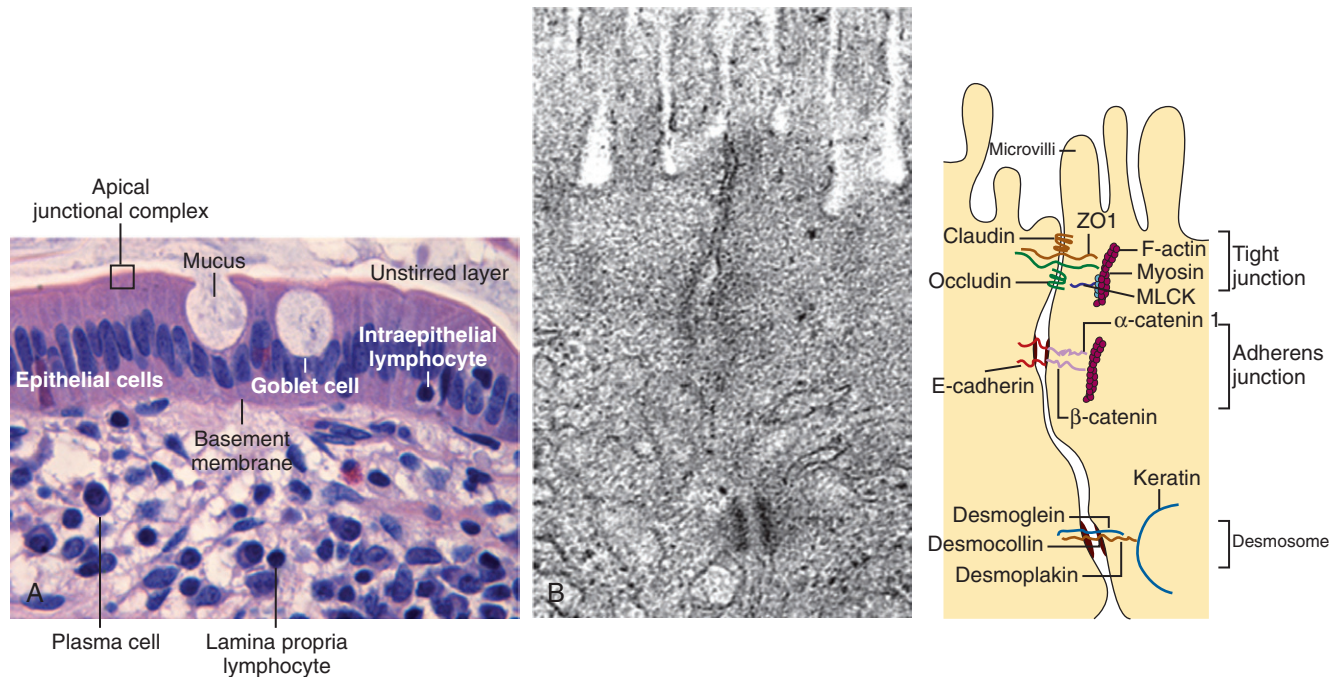 Apical
junctional complex
Mucus
Unstirred layer
Intraepithelial
lymphocyte
Epithelial cells
Goblet cell
Basement
membrane
A
Plasma cell
Lamina propria
lymphocyte
B
Microvilli
ZO1
Claudin
F-actin
Myosin
Occludin
MLCK
Tight
junction
α-catenin 1
E-cadherin
β-catenin
Adherens
junction
Keratin
Desmoglein
Desmocollin
Desmoplakin
Desmosome